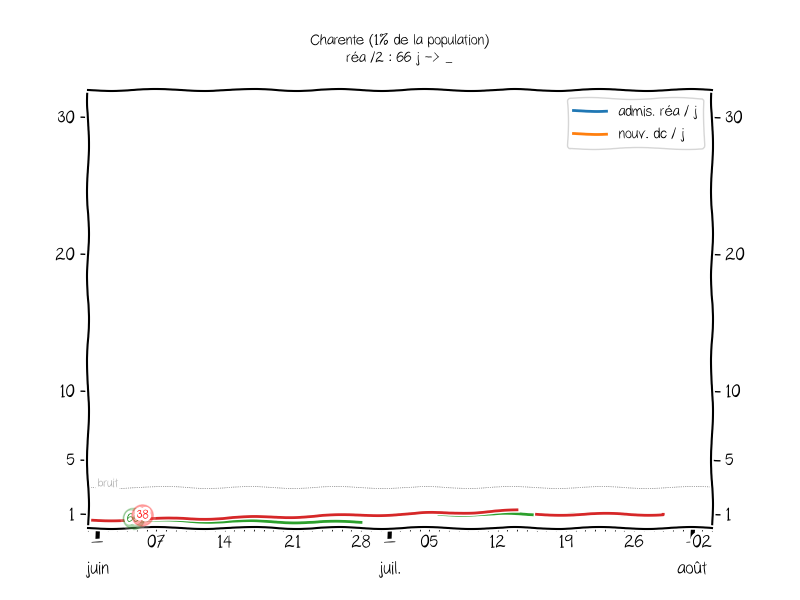 Charente (1% de la population)
réa /2 : 66 j -> _
admis. réa / j
nouv. dc / j
30 30
20 20
10 10
5 5
bruit
1 38 1
07 14 21 28 05 12 19 26 02
juin juil. août